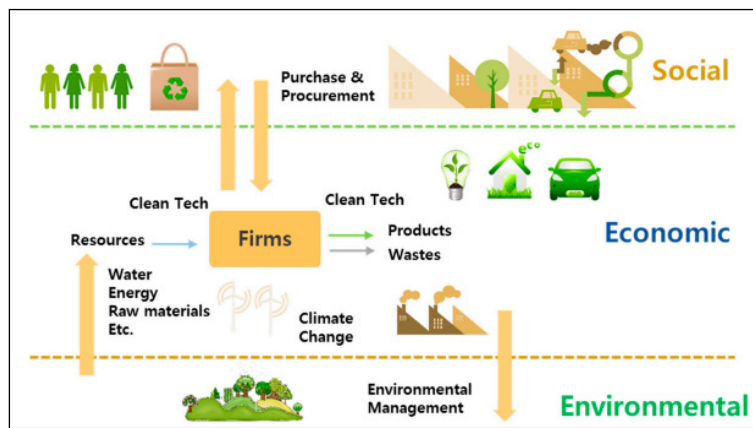 Purchase &
Procurement
Social
eco
Clean Tech
Clean Tech
Resources
Firms
Products
Wastes
Economic
Water
Energy
Raw materials
Etc.
Climate
Change
Environmental
Management
Environmental